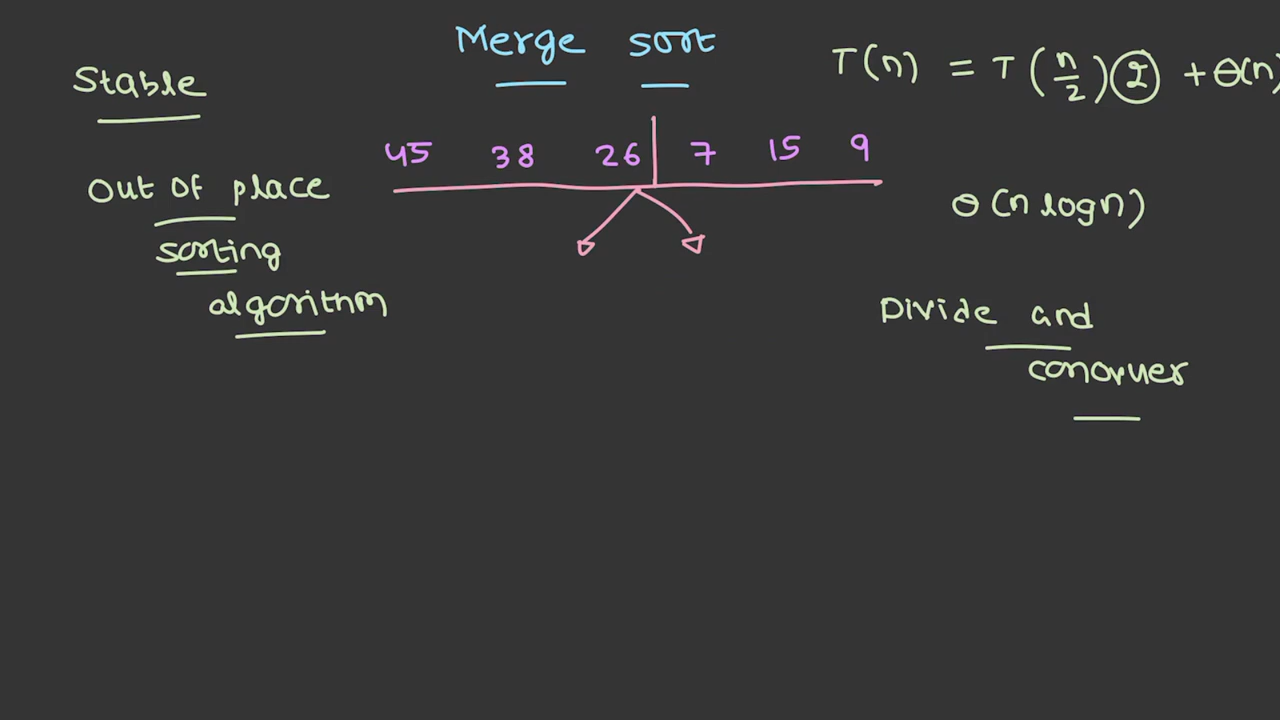 Merge sort
T(n) = T(n/2)2 + θ(n)
Stable
45 38 26 7 15 9
Out of place
sorting
algorithm
θ(n logn)
Divide and
conqruer